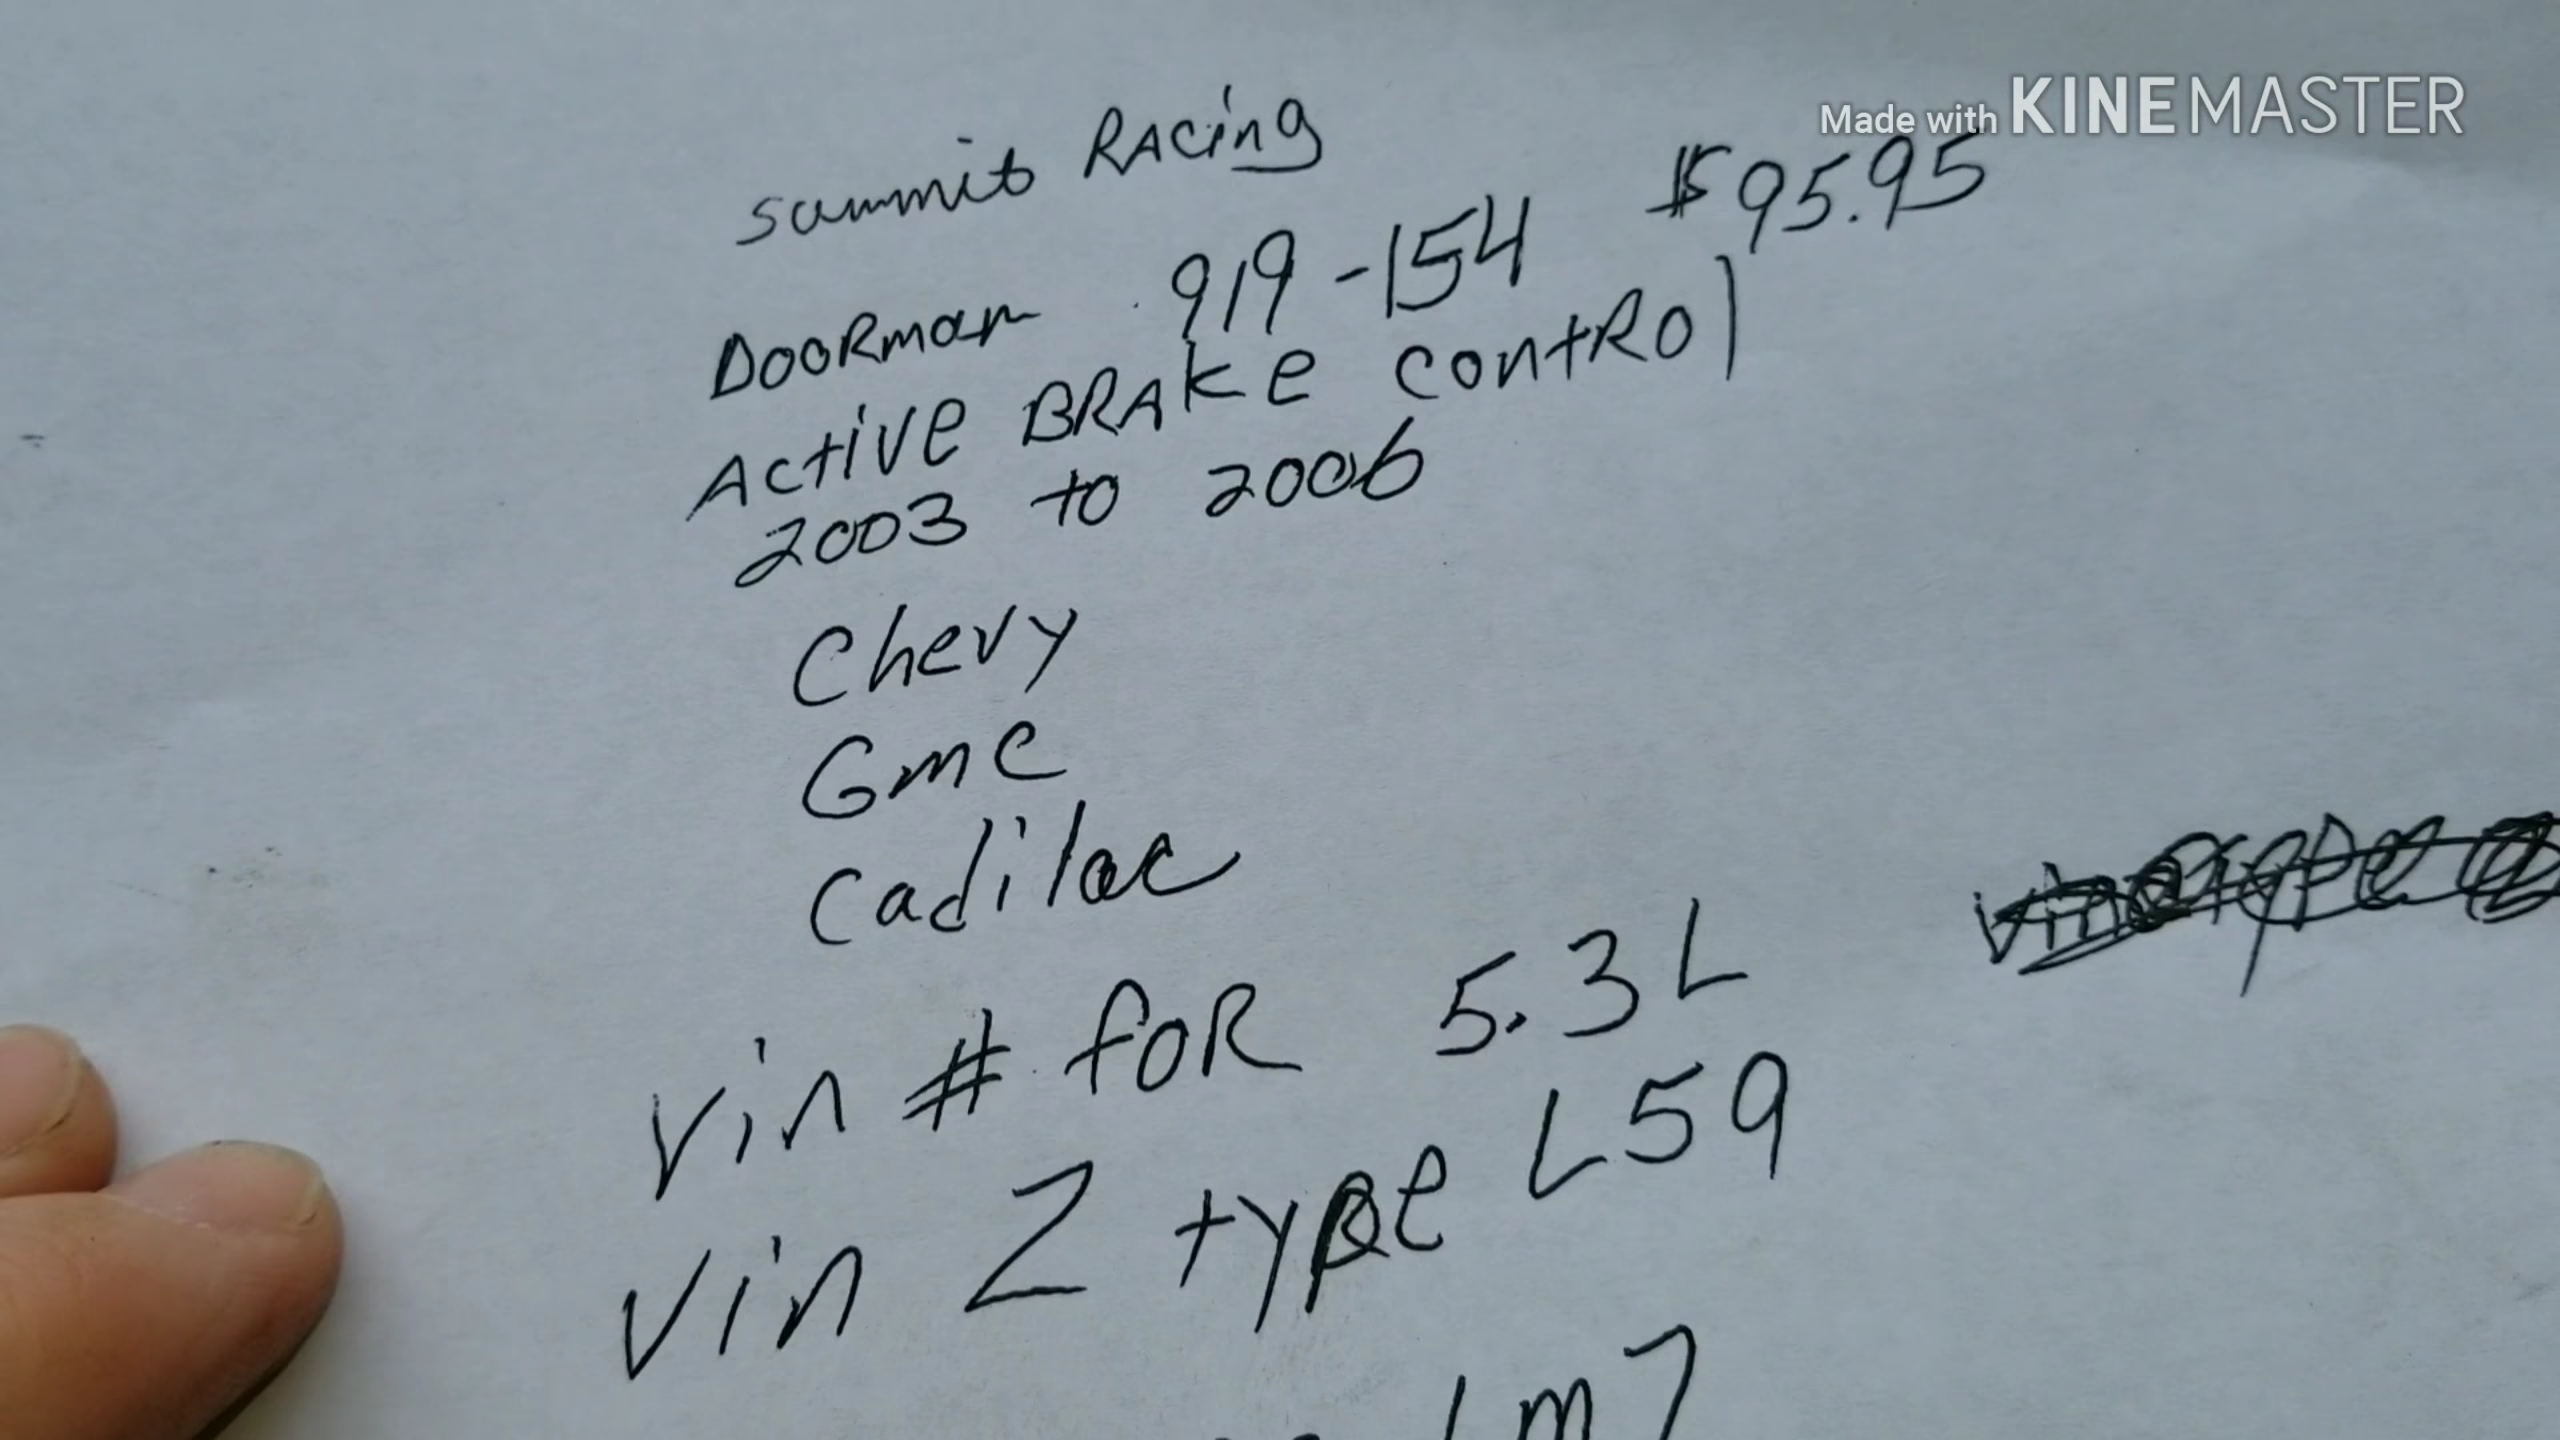 Made with KINEMASTER
Summit RAcing
DOORman 919-154 $95.95
Active BRAke contRol
2003 to 2006
Chevy
Gmc
Cadilac
Vin # foR 5.3L
Vin Z type L59
Lm7